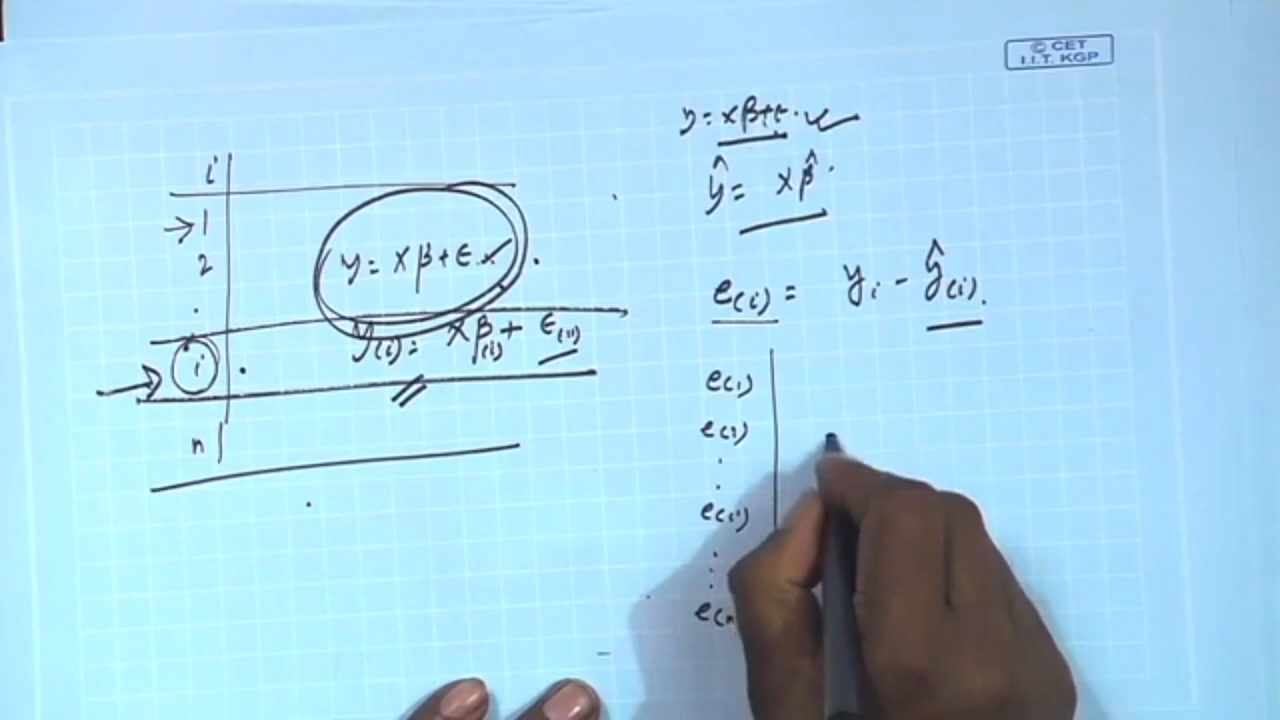 © CET
I.I.T. KGP
i
1
2
y = Xβ + ε
y(i) = Xβ(i) + ε(i)
i
n
y = Xβ + ε
ŷ = Xβ̂
e(i) = yi - ŷ(i)
e(1)
e(2)
e(i)
e(n